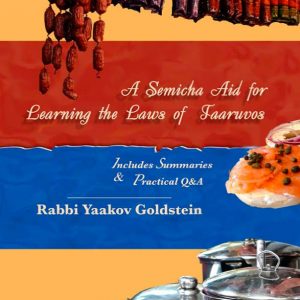 A Semicha Aid for
Learning the Laws of Taaruvos
Includes Summaries
& Practical Q&A
Rabbi Yaakov Goldstein